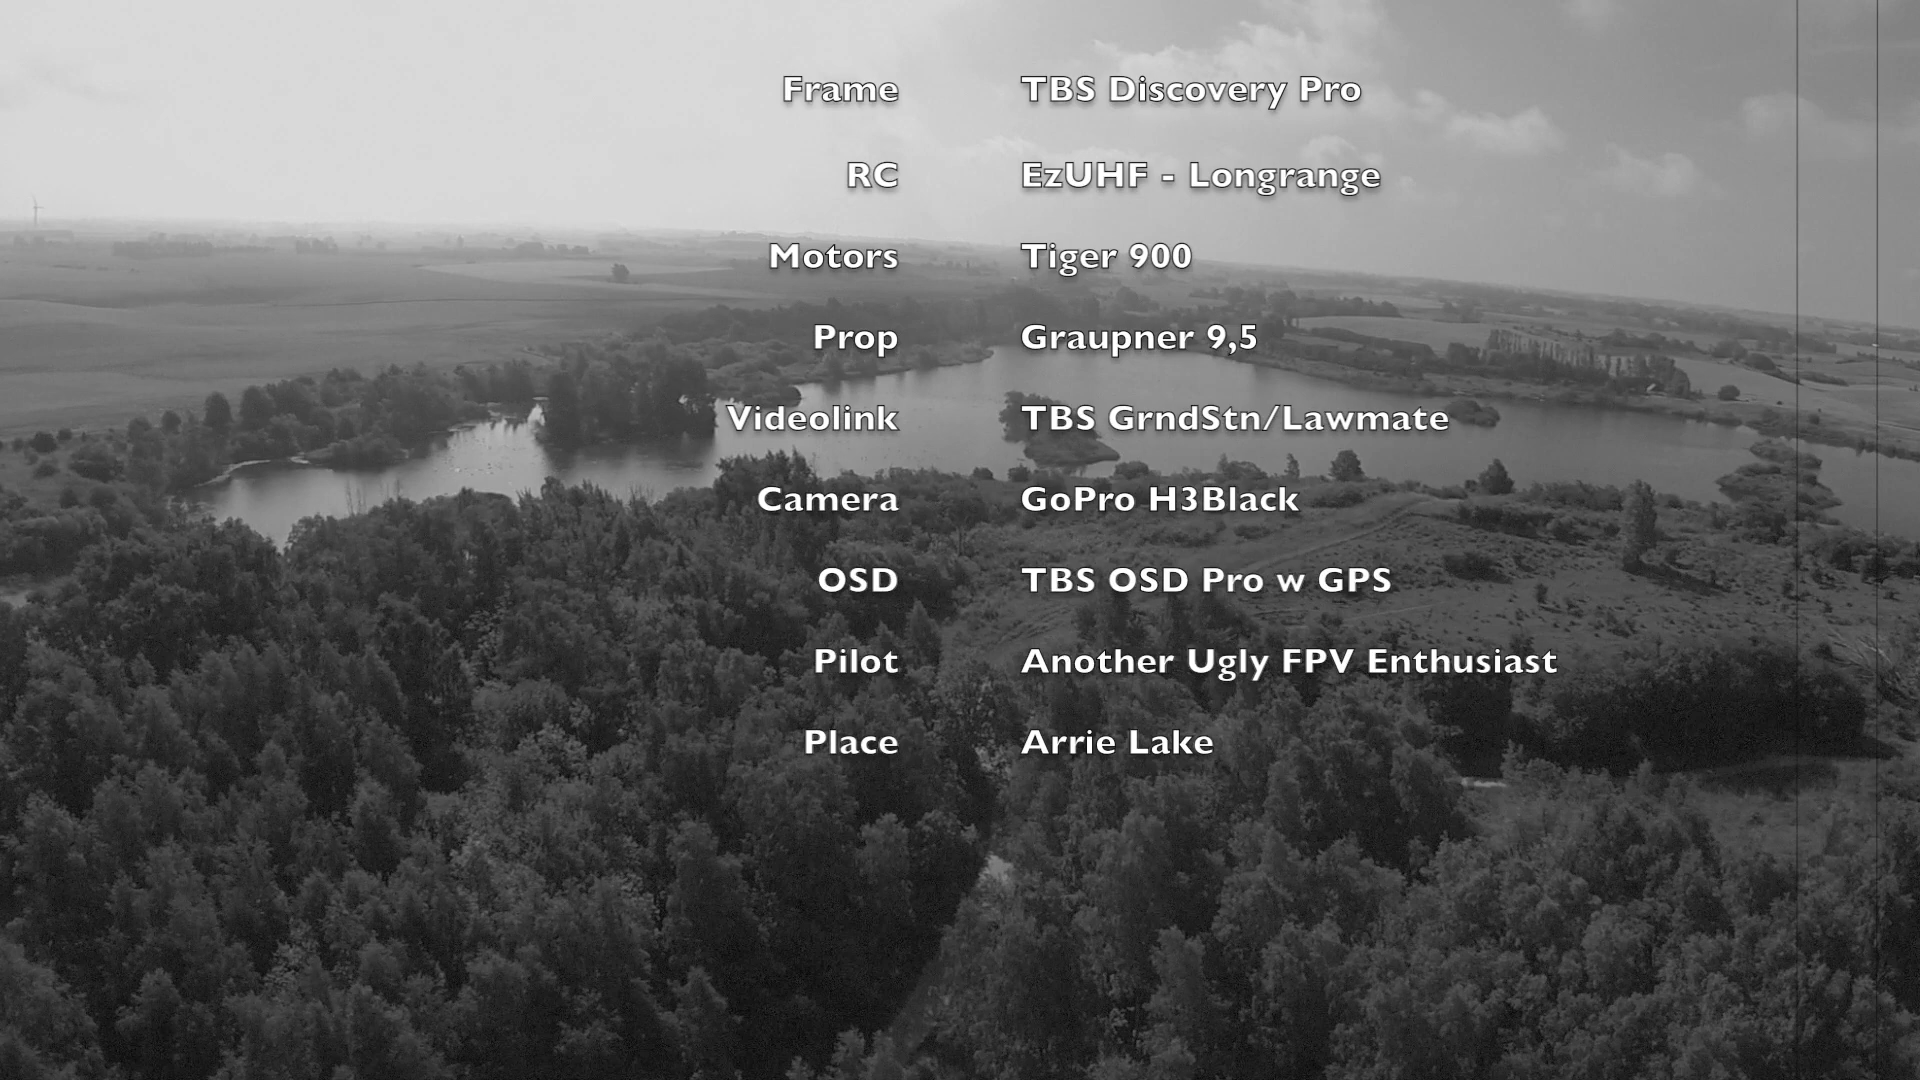 Frame TBS Discovery Pro
RC EzUHF - Longrange
Motors Tiger 900
Prop Graupner 9,5
Videolink TBS GrndStn/Lawmate
Camera GoPro H3Black
OSD TBS OSD Pro w GPS
Pilot Another Ugly FPV Enthusiast
Place Arrie Lake